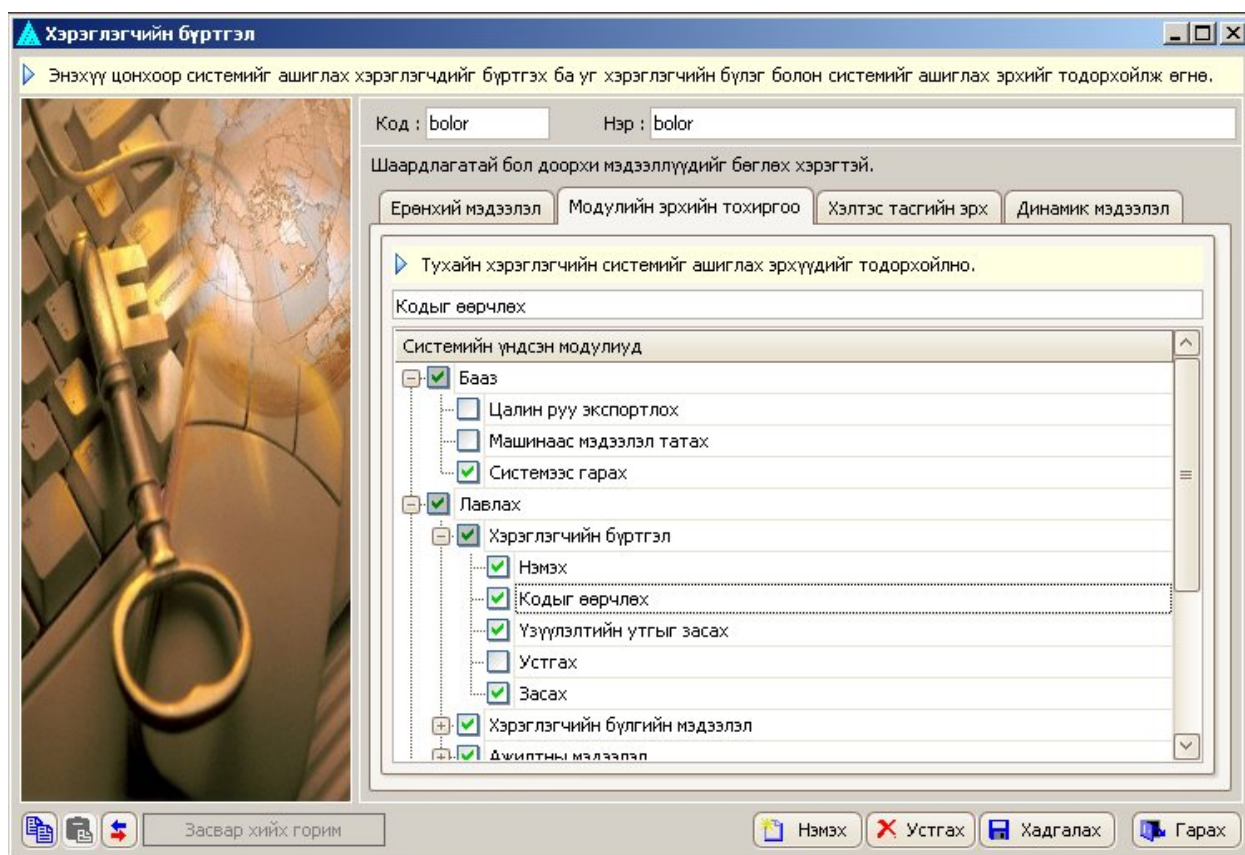 Хэрэглэгчийн бүртгэл
Энэхүү цонхоор системийг ашиглах хэрэглэгчдийг бүртгэх ба уг хэрэглэгчийн бүлэг болон системийг ашиглах эрхийг тодорхойлж өгнө.
Код : bolor Нэр : bolor
Шаардлагатай бол доорхи мэдээллүүдийг бөглөх хэрэгтэй.
Ерөнхий мэдээлэл Модулийн эрхийн тохиргоо Хэлтэс тасгийн эрх Динамик мэдээлэл
Тухайн хэрэглэгчийн системийг ашиглах эрхүүдийг тодорхойлно.
Кодыг өөрчлөх
Системийн үндсэн модулиуд
Бааз
Цалин руу экспортлох
Машинаас мэдээлэл татах
Системээс гарах
Лавлах
Хэрэглэгчийн бүртгэл
Нэмэх
Кодыг өөрчлөх
Үзүүлэлтийн утгыг засах
Устгах
Засах
Хэрэглэгчийн бүлгийн мэдээлэл
Ажилтны мэдээлэл
Засвар хийх горим Нэмэх Устгах Хадгалах Гарах